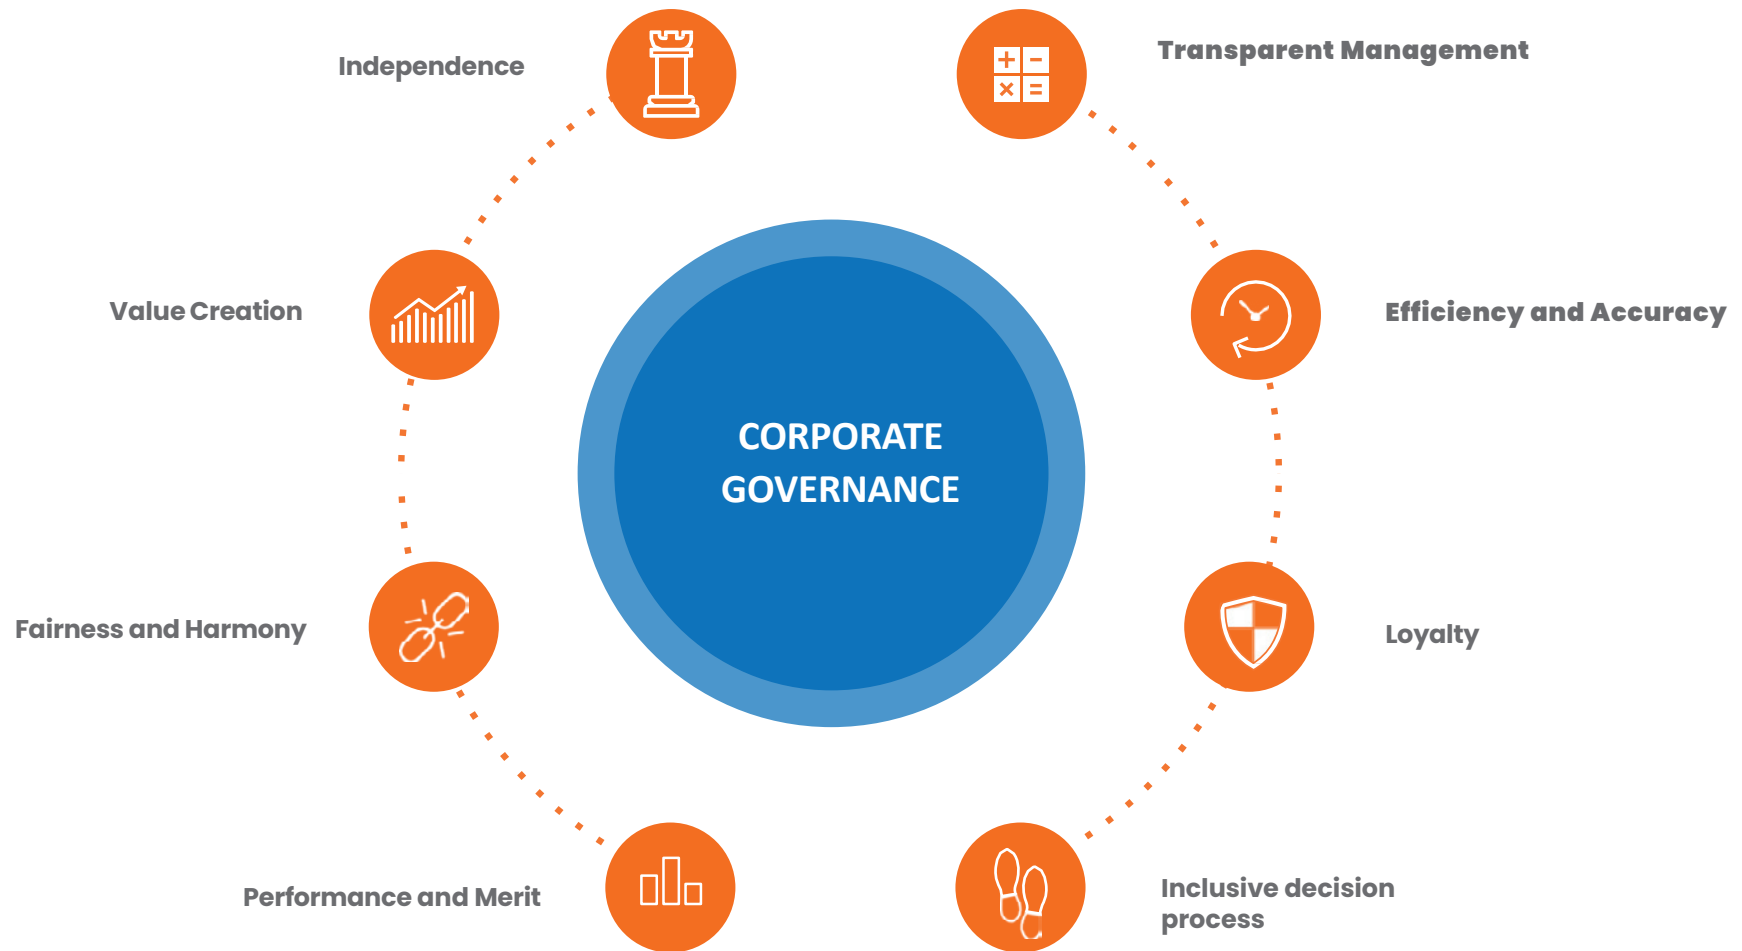 Independence
Transparent Management
Value Creation
Efficiency and Accuracy
CORPORATE
GOVERNANCE
Fairness and Harmony
Loyalty
Performance and Merit
Inclusive decision
process